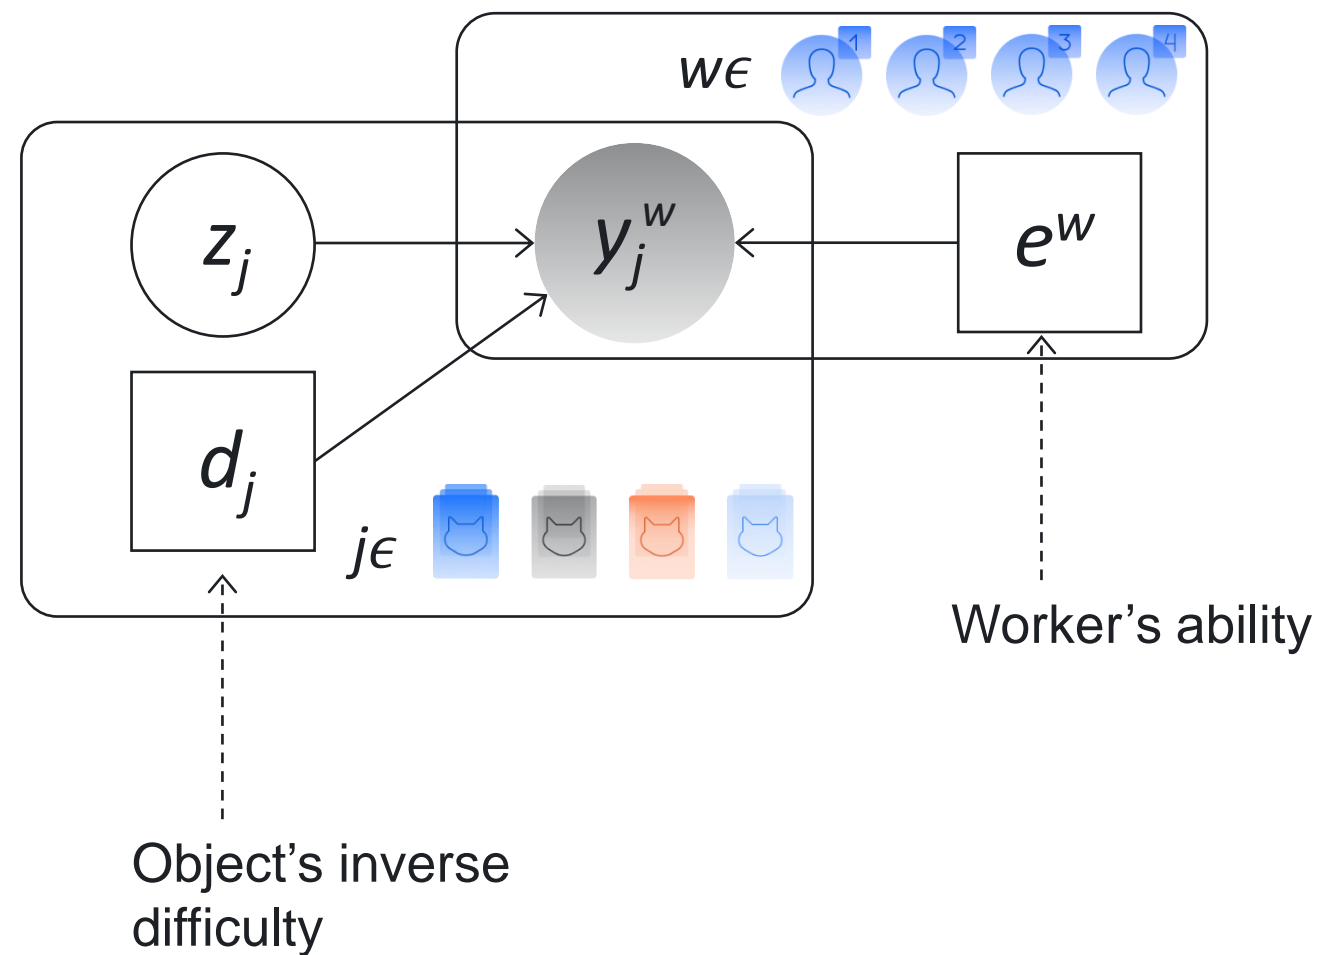 wϵ 1 2 3 4
z_j y_j^w e^w
d_j
jϵ
Worker’s ability
Object’s inverse
difficulty